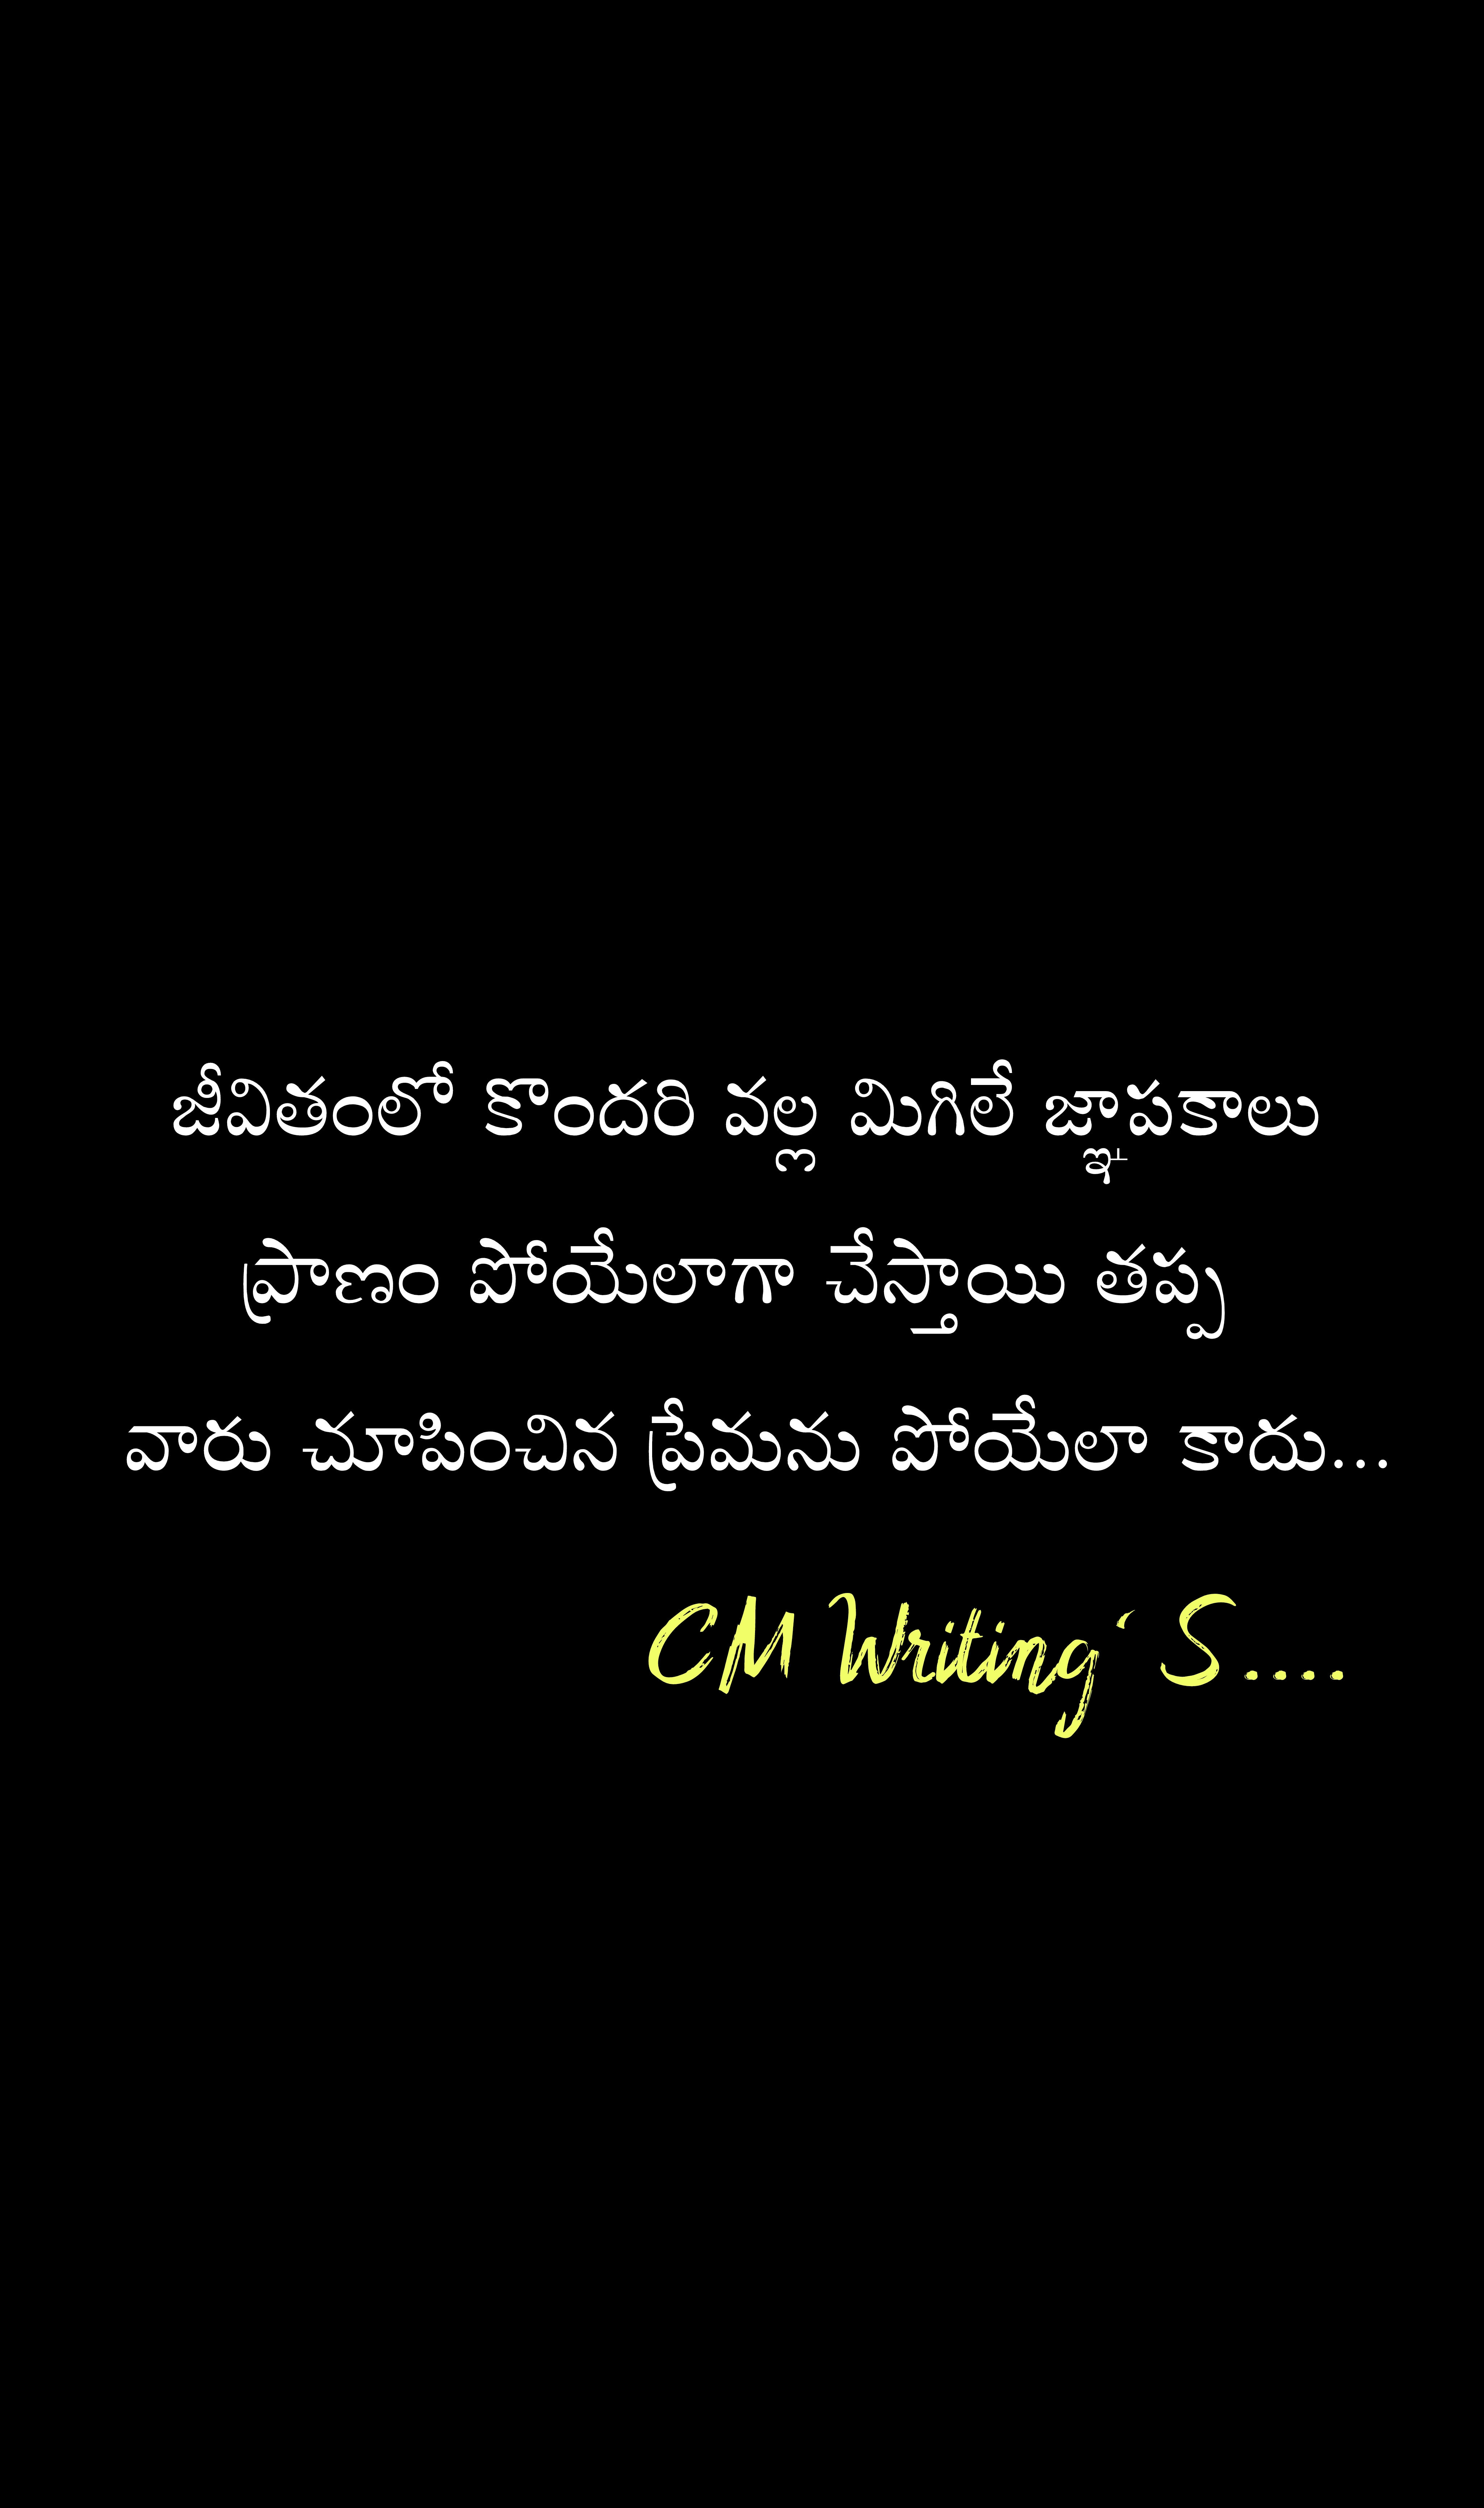 జీవితంలో కొందరి వల్ల మిగిలే జ్ఞాపకాలు
ప్రాణం పోయేలాగా చేస్తాయి తప్ప
వారు చూపించిన ప్రేమను పోయేలా కాదు...
CM Writing' S....